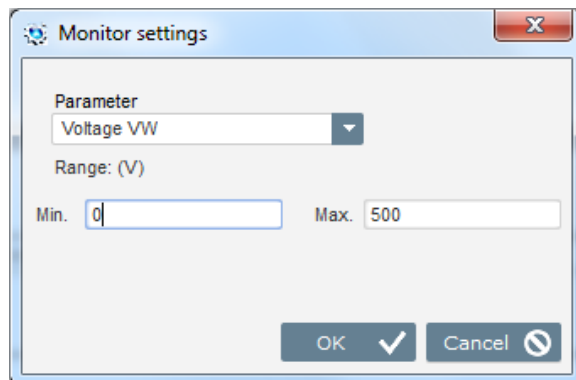 Monitor settings
Parameter
Voltage VW
Range: (V)
Min. 0 Max. 500
OK Cancel